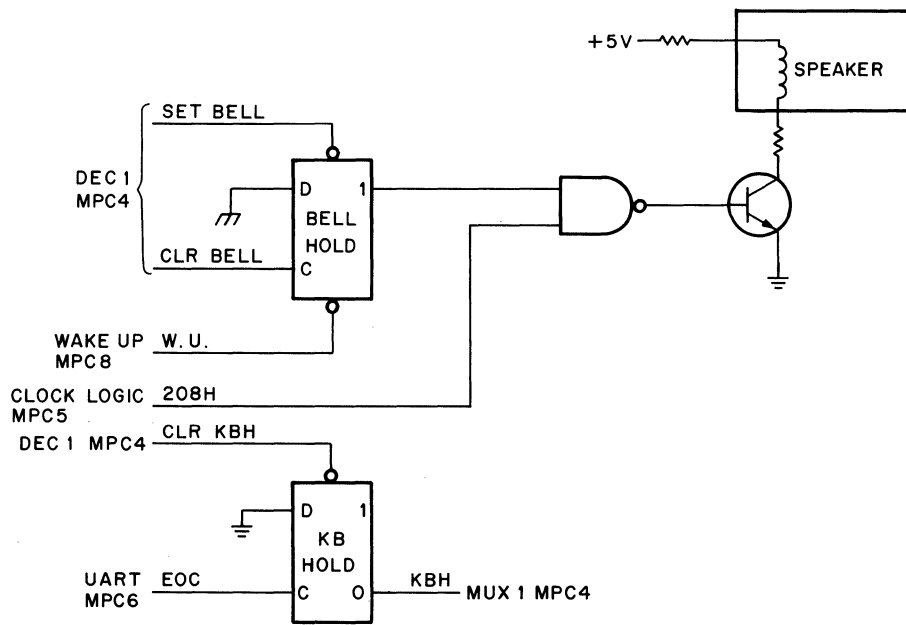 +5V
SPEAKER
SET BELL
DEC 1
MPC4
D 1
BELL
HOLD
CLR BELL
C
WAKE UP W.U.
MPC8
CLOCK LOGIC 208H
MPC5
DEC 1 MPC4 CLR KBH
D 1
KB
HOLD
UART EOC
MPC6
C O
KBH
MUX 1 MPC4